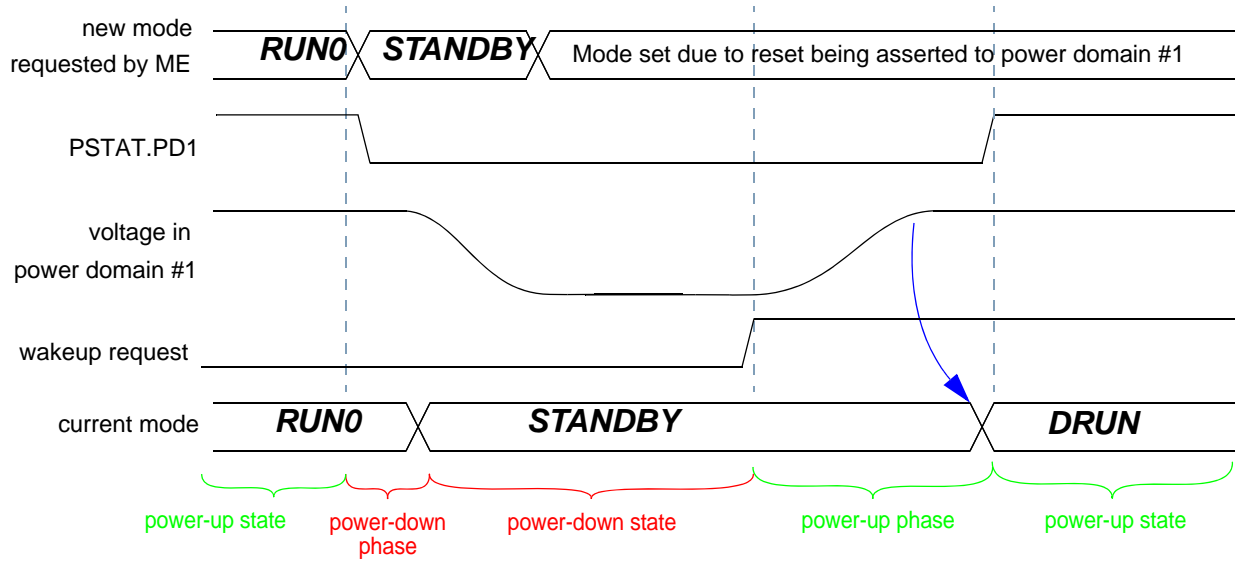 new mode
requested by ME
RUN0 STANDBY Mode set due to reset being asserted to power domain #1
PSTAT.PD1
voltage in
power domain #1
wakeup request
current mode RUN0 STANDBY DRUN
power-up state power-down phase power-down state power-up phase power-up state